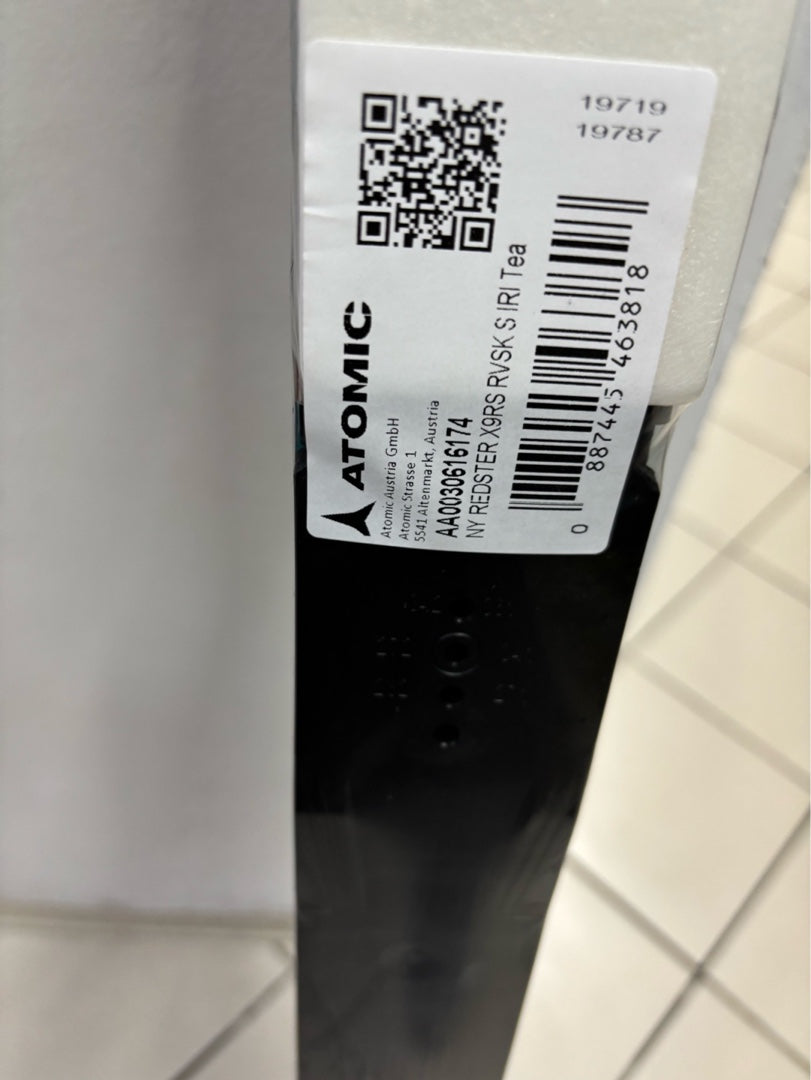 19719
19787
ATOMIC
Atomic Austria GmbH
Atomic Strasse 1
5541 Altenmarkt, Austria
AA0030616174
NY REDSTER X9RS RVSK S IRI Tea
0 887445 463818